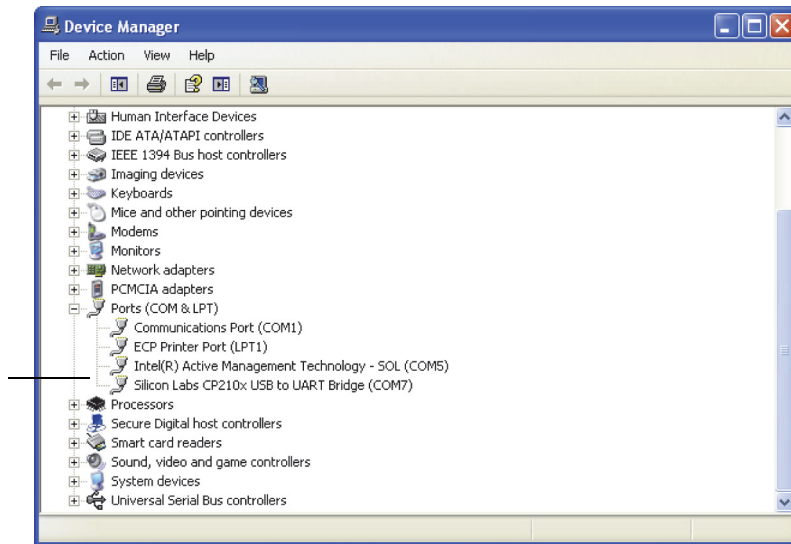 Device Manager
File Action View Help
Human Interface Devices
IDE ATA/ATAPI controllers
IEEE 1394 Bus host controllers
Imaging devices
Keyboards
Mice and other pointing devices
Modems
Monitors
Network adapters
PCMCIA adapters
Ports (COM & LPT)
Communications Port (COM1)
ECP Printer Port (LPT1)
Intel(R) Active Management Technology - SOL (COM5)
Silicon Labs CP210x USB to UART Bridge (COM7)
Processors
Secure Digital host controllers
Smart card readers
Sound, video and game controllers
System devices
Universal Serial Bus controllers